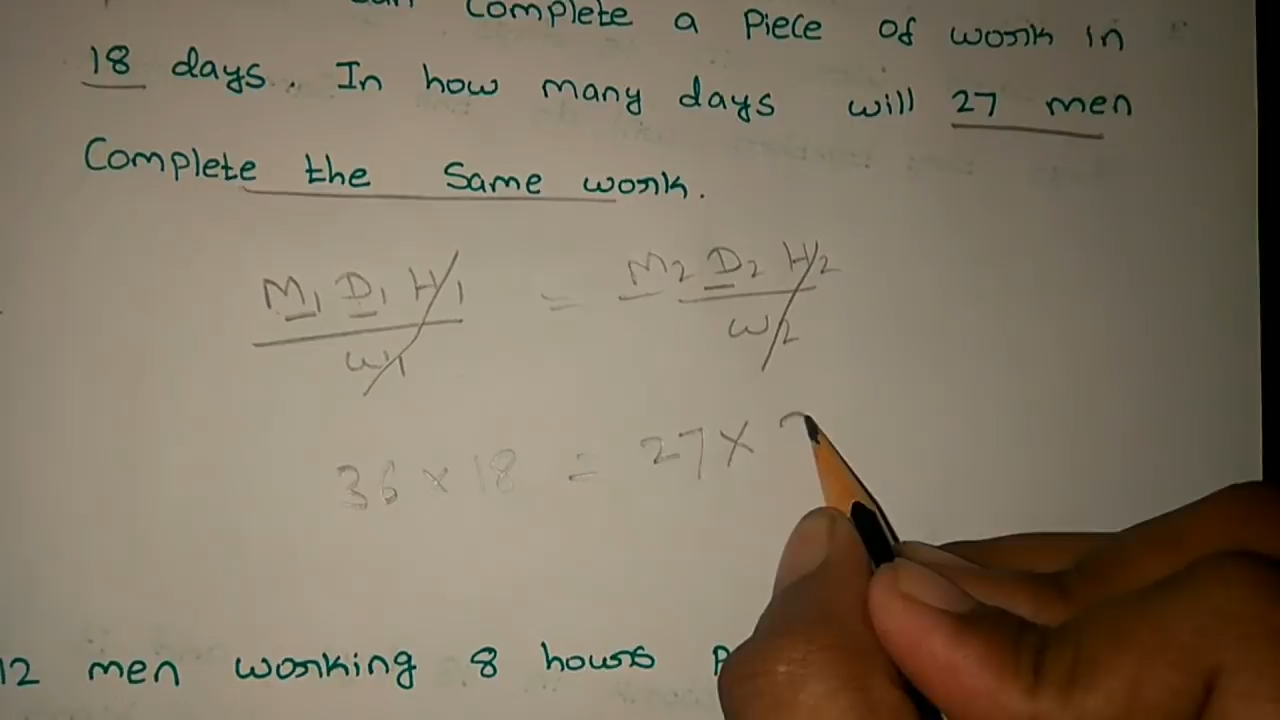 Complete a Piece of work in
18 days. In how many days will 27 men
Complete the Same work.
M1 D1 H1 = M2 D2 H2
W1 W2
36 x 18 = 27 x
12 men working 8 hours P